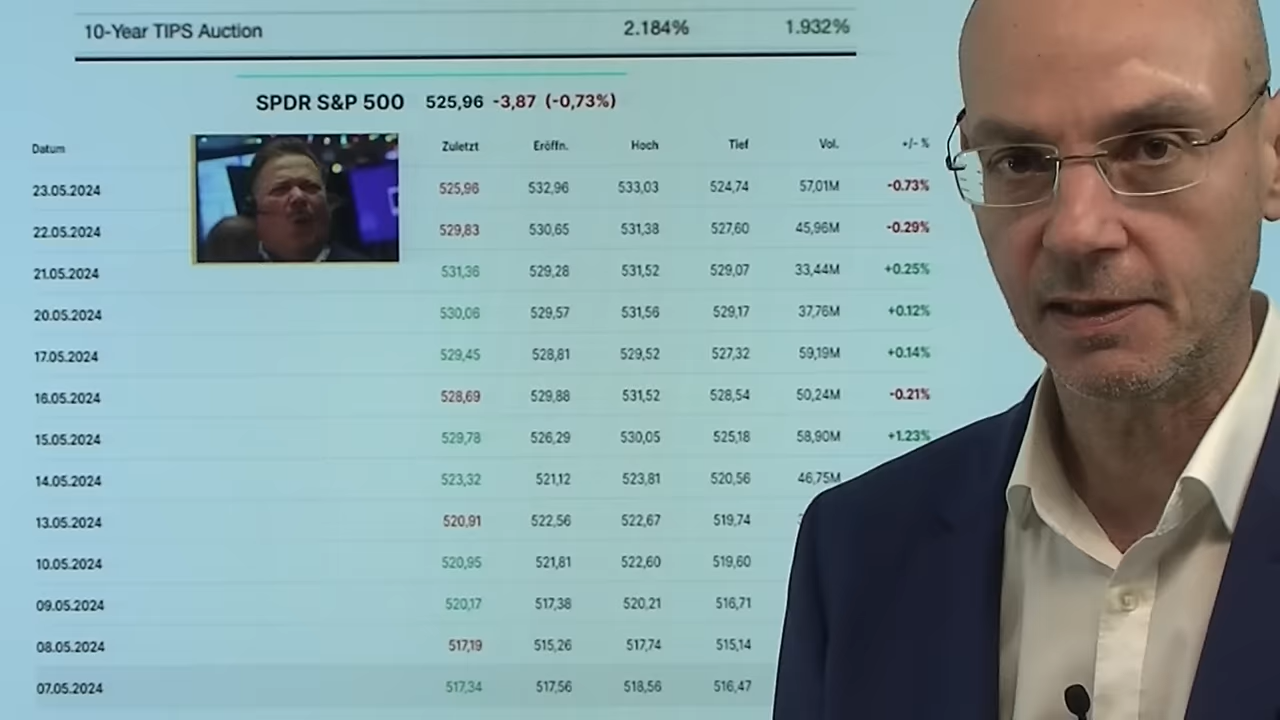 10-Year TIPS Auction 2.184% 1.932%
SPDR S&P 500 525,96 -3,87 (-0,73%)
Datum Zuletzt Eröffn. Hoch Tief Vol. +/- %
23.05.2024 525,96 532,96 533,03 524,74 57,01M -0.73%
22.05.2024 529,83 530,65 531,38 527,60 45,96M -0.29%
21.05.2024 531,36 529,28 531,52 529,07 33,44M +0.25%
20.05.2024 530,06 529,57 531,56 529,17 37,76M +0.12%
17.05.2024 529,45 528,81 529,52 527,32 59,19M +0.14%
16.05.2024 528,69 529,88 531,52 528,54 50,24M -0.21%
15.05.2024 529,78 526,29 530,05 525,18 58,90M +1.23%
14.05.2024 523,32 521,12 523,81 520,56 46,75M
13.05.2024 520,91 522,56 522,67 519,74
10.05.2024 520,95 521,81 522,60 519,60
09.05.2024 520,17 517,38 520,21 516,71
08.05.2024 517,19 515,26 517,74 515,14
07.05.2024 517,34 517,56 518,56 516,47